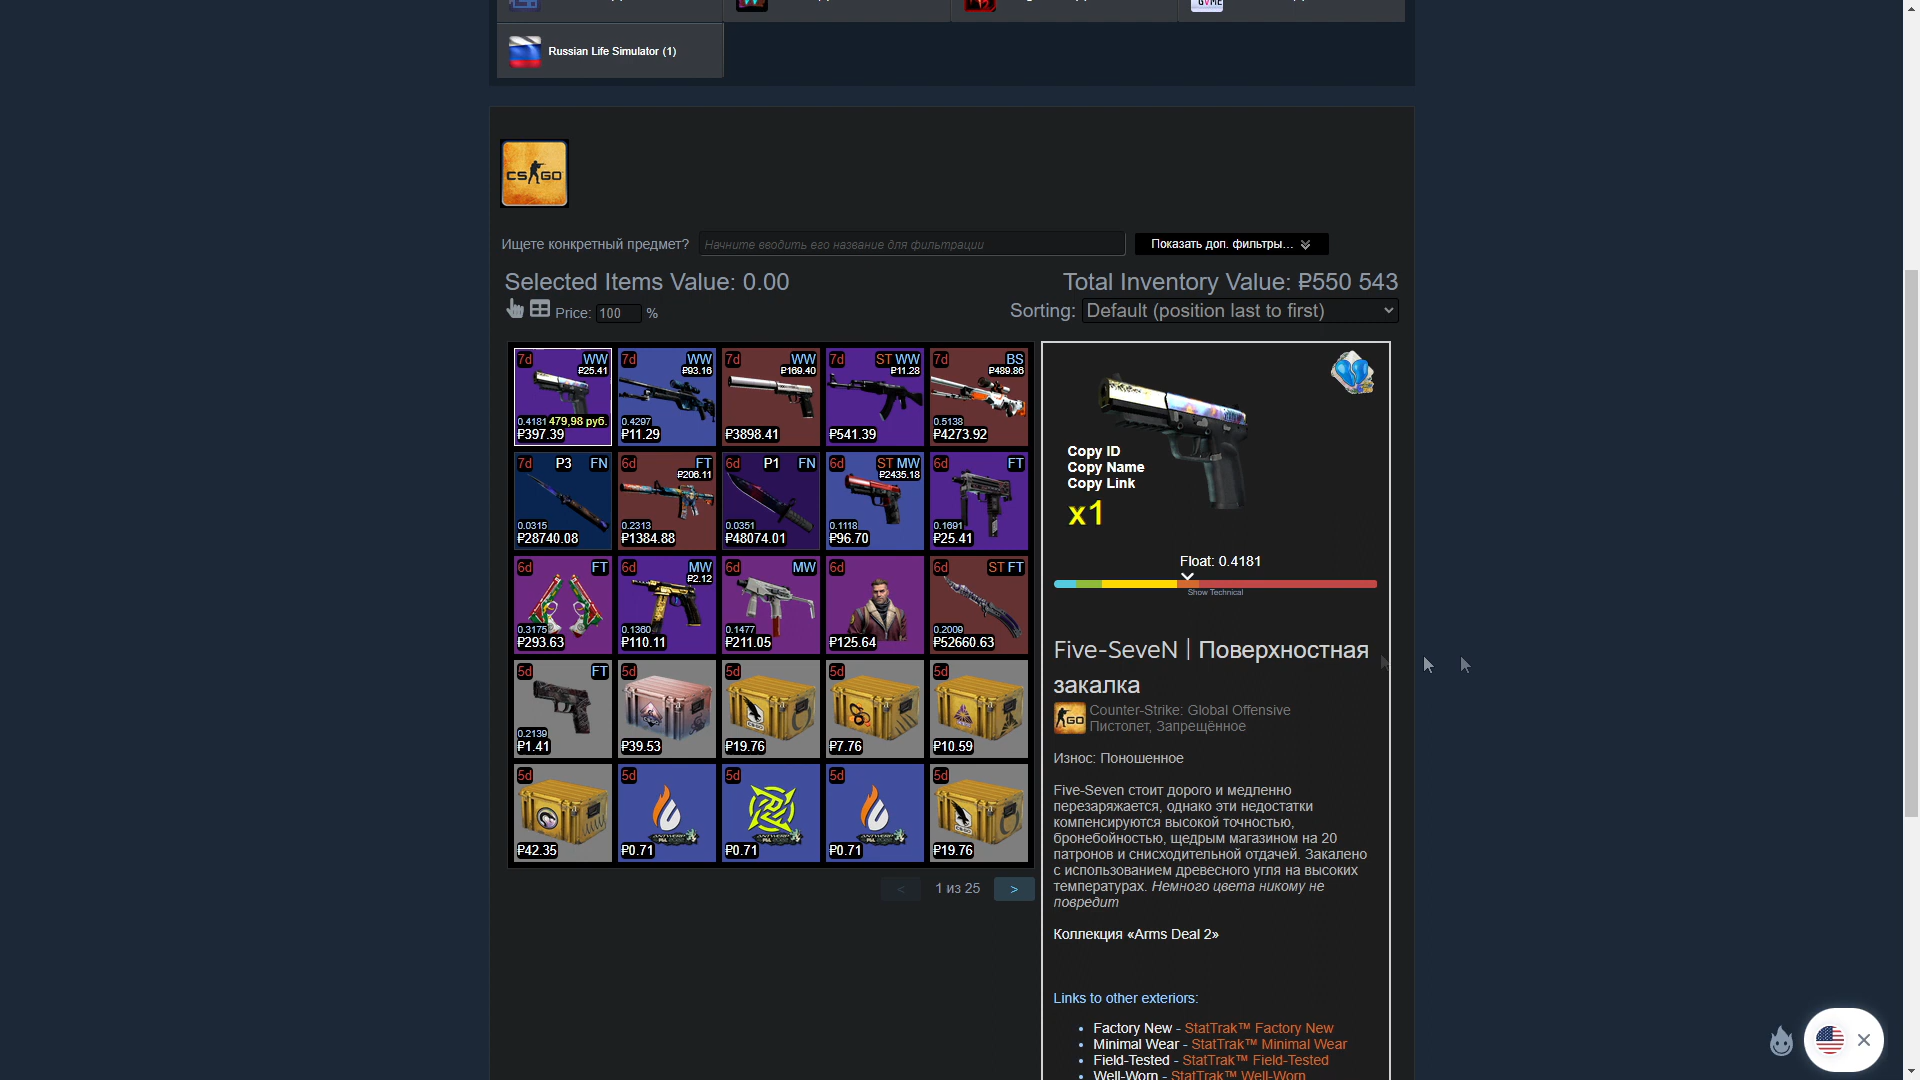 GVME
Russian Life Simulator (1)
CS GO
Ищете конкретный предмет? Начните вводить его название для фильтрации Показать доп. фильтры...
Selected Items Value: 0.00 Total Inventory Value: ₽550 543
Price: 100 % Sorting: Default (position last to first)
7d WW ₽25.41 0.4181 479,98 руб. ₽397.39
7d WW ₽93.16 0.4297 ₽11.29
7d WW ₽169.40 ₽3898.41
7d ST WW ₽11.28 ₽541.39
7d BS ₽489.86 0.5138 ₽4273.92
7d P3 FN 0.0315 ₽28740.08
6d FT ₽206.11 0.2313 ₽1384.88
6d P1 FN 0.0351 ₽48074.01
6d ST MW ₽2435.18 0.1118 ₽96.70
6d FT 0.1691 ₽25.41
6d FT 0.3175 ₽293.63
6d MW ₽2.12 0.1360 ₽110.11
6d MW 0.1477 ₽211.05
6d ₽125.64
6d ST FT 0.2009 ₽52660.63
5d FT 0.2139 ₽1.41
5d ₽39.53
5d ₽19.76
5d ₽7.76
5d ₽10.59
5d ₽42.35
5d ANTWERP ₽0.71
5d ANTWERP ₽0.71
5d ANTWERP ₽0.71
5d ₽19.76
< 1 из 25 >
Copy ID
Copy Name
Copy Link
x1
Float: 0.4181
Show Technical
Five-SeveN | Поверхностная
закалка
GO
Counter-Strike: Global Offensive
Пистолет, Запрещённое
Износ: Поношенное
Five-Seven стоит дорого и медленно
перезаряжается, однако эти недостатки
компенсируются высокой точностью,
бронебойностью, щедрым магазином на 20
патронов и снисходительной отдачей. Закалено
с использованием древесного угля на высоких
температурах. Немного цвета никому не
повредит
Коллекция «Arms Deal 2»
Links to other exteriors:
Factory New - StatTrak™ Factory New
Minimal Wear - StatTrak™ Minimal Wear
Field-Tested - StatTrak™ Field-Tested
Well-Worn - StatTrak™ Well-Worn